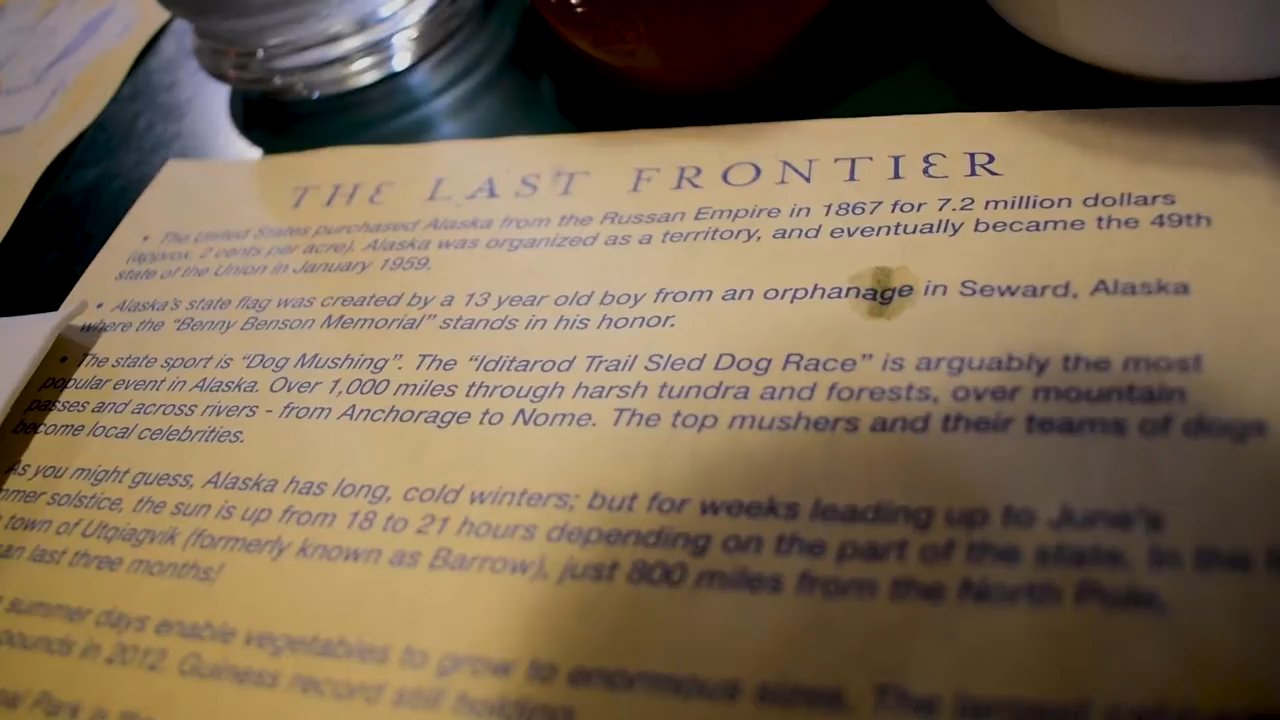 THE LAST FRONTIER
• The United States purchased Alaska from the Russan Empire in 1867 for 7.2 million dollars
(approx. 2 cents per acre). Alaska was organized as a territory, and eventually became the 49th
state of the Union in January 1959.
• Alaska's state flag was created by a 13 year old boy from an orphanage in Seward, Alaska
where the "Benny Benson Memorial" stands in his honor.
• The state sport is "Dog Mushing". The "Iditarod Trail Sled Dog Race" is arguably the most
popular event in Alaska. Over 1,000 miles through harsh tundra and forests, over mountain
passes and across rivers - from Anchorage to Nome. The top mushers and their teams of dogs
become local celebrities.
As you might guess, Alaska has long, cold winters; but for weeks leading up to June's
solstice, the sun is up from 18 to 21 hours depending on the part of the state. In the
town of Utqiagvik (formerly known as Barrow), just 800 miles from the North Pole,
last three months!
summer days enable vegetables to grow to enormous sizes. The largest
pounds in 2012. Guiness record still holding.
Park is